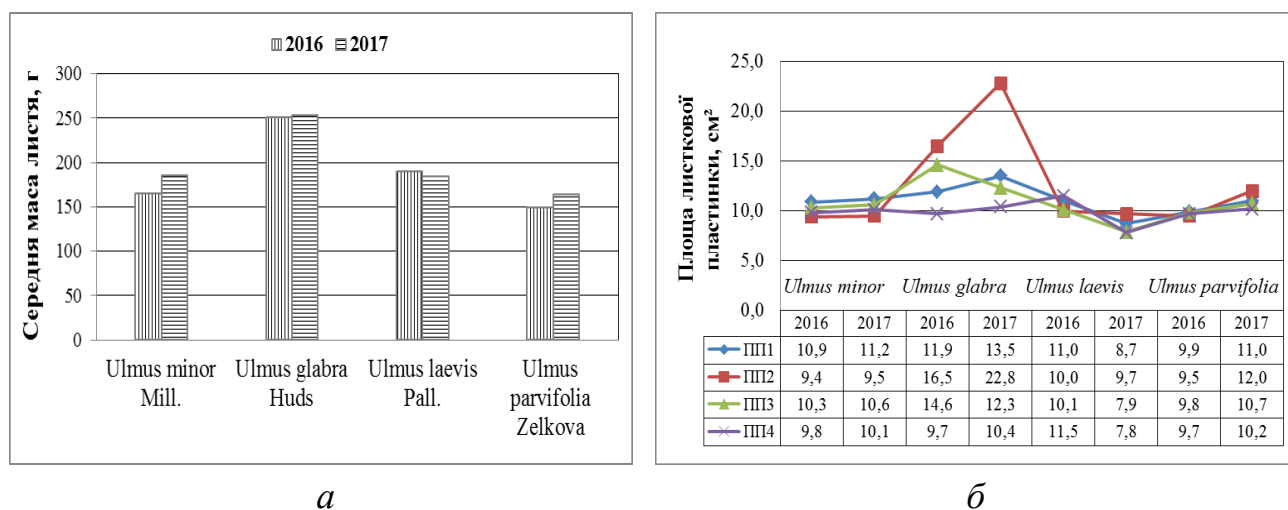 2016 2017
Середня маса листя, г
300
250
200
150
100
50
0
Ulmus minor
Mill.
Ulmus glabra
Huds
Ulmus laevis
Pall.
Ulmus
parvifolia
Zelkova
а
Площа листкової
пластинки, см²
25,0
20,0
15,0
10,0
5,0
0,0
Ulmus minor Ulmus glabra Ulmus laevis Ulmus parvifolia
2016 2017 2016 2017 2016 2017 2016 2017
ПП1 10,9 11,2 11,9 13,5 11,0 8,7 9,9 11,0
ПП2 9,4 9,5 16,5 22,8 10,0 9,7 9,5 12,0
ПП3 10,3 10,6 14,6 12,3 10,1 7,9 9,8 10,7
ПП4 9,8 10,1 9,7 10,4 11,5 7,8 9,7 10,2
б